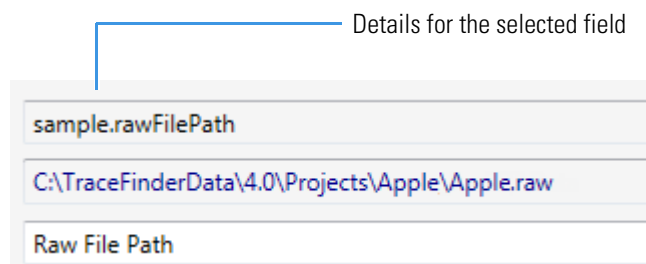 Details for the selected field
sample.rawFilePath
C:\TraceFinderData\4.0\Projects\Apple\Apple.raw
Raw File Path